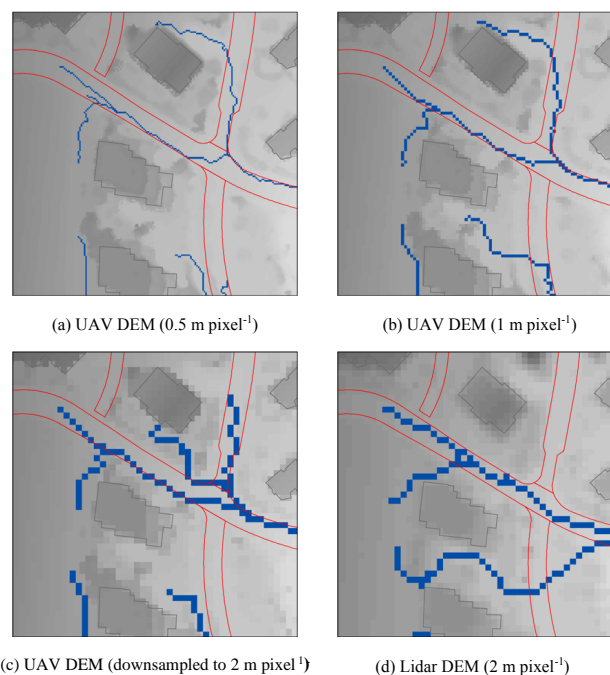 (a) UAV DEM (0.5 m pixel-1)
(b) UAV DEM (1 m pixel-1)
(c) UAV DEM (downsampled to 2 m pixel 1)
(d) Lidar DEM (2 m pixel-1)